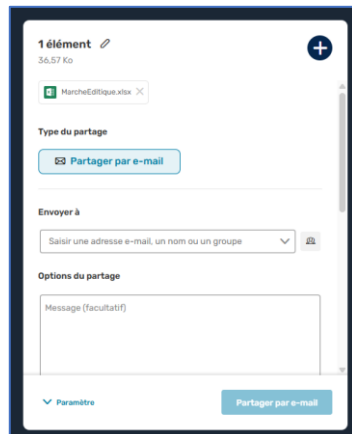 1 élément
36,57 Ko
MarcheEditique.xlsx
Type du partage
Partager par e-mail
Envoyer à
Saisir une adresse e-mail, un nom ou un groupe
Options du partage
Message (facultatif)
Paramètre
Partager par e-mail